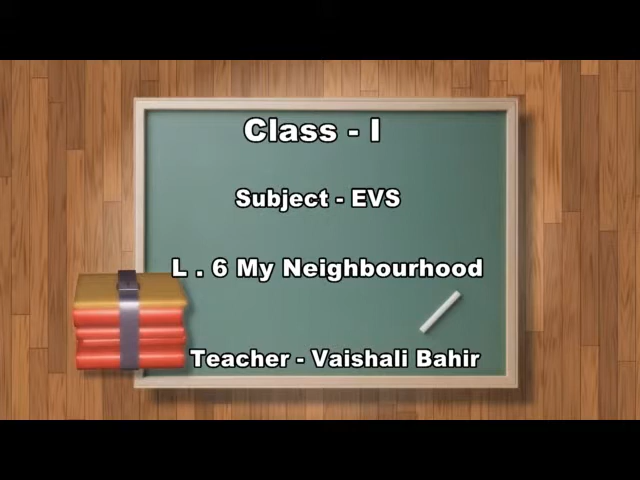 Class - I
Subject - EVS
L . 6 My Neighbourhood
Teacher - Vaishali Bahir